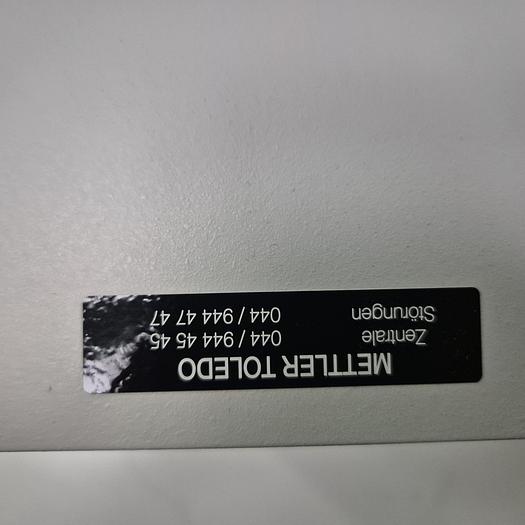 METTLER TOLEDO
Zentrale 044 / 944 45 45
Störungen 044 / 944 47 47